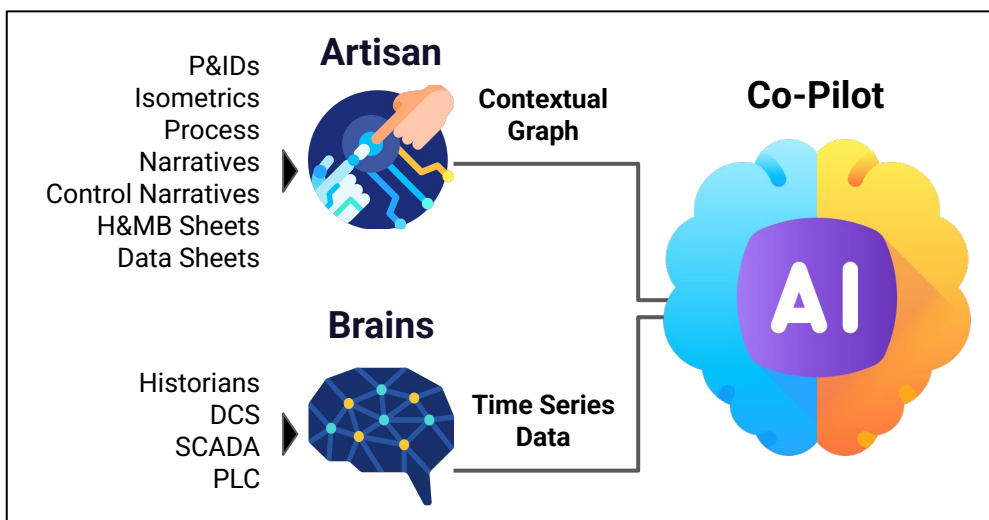 Artisan
P&IDs
Isometrics
Process
Narratives
Control Narratives
H&MB Sheets
Data Sheets
Contextual
Graph
Co-Pilot
AI
Brains
Historians
DCS
SCADA
PLC
Time Series
Data